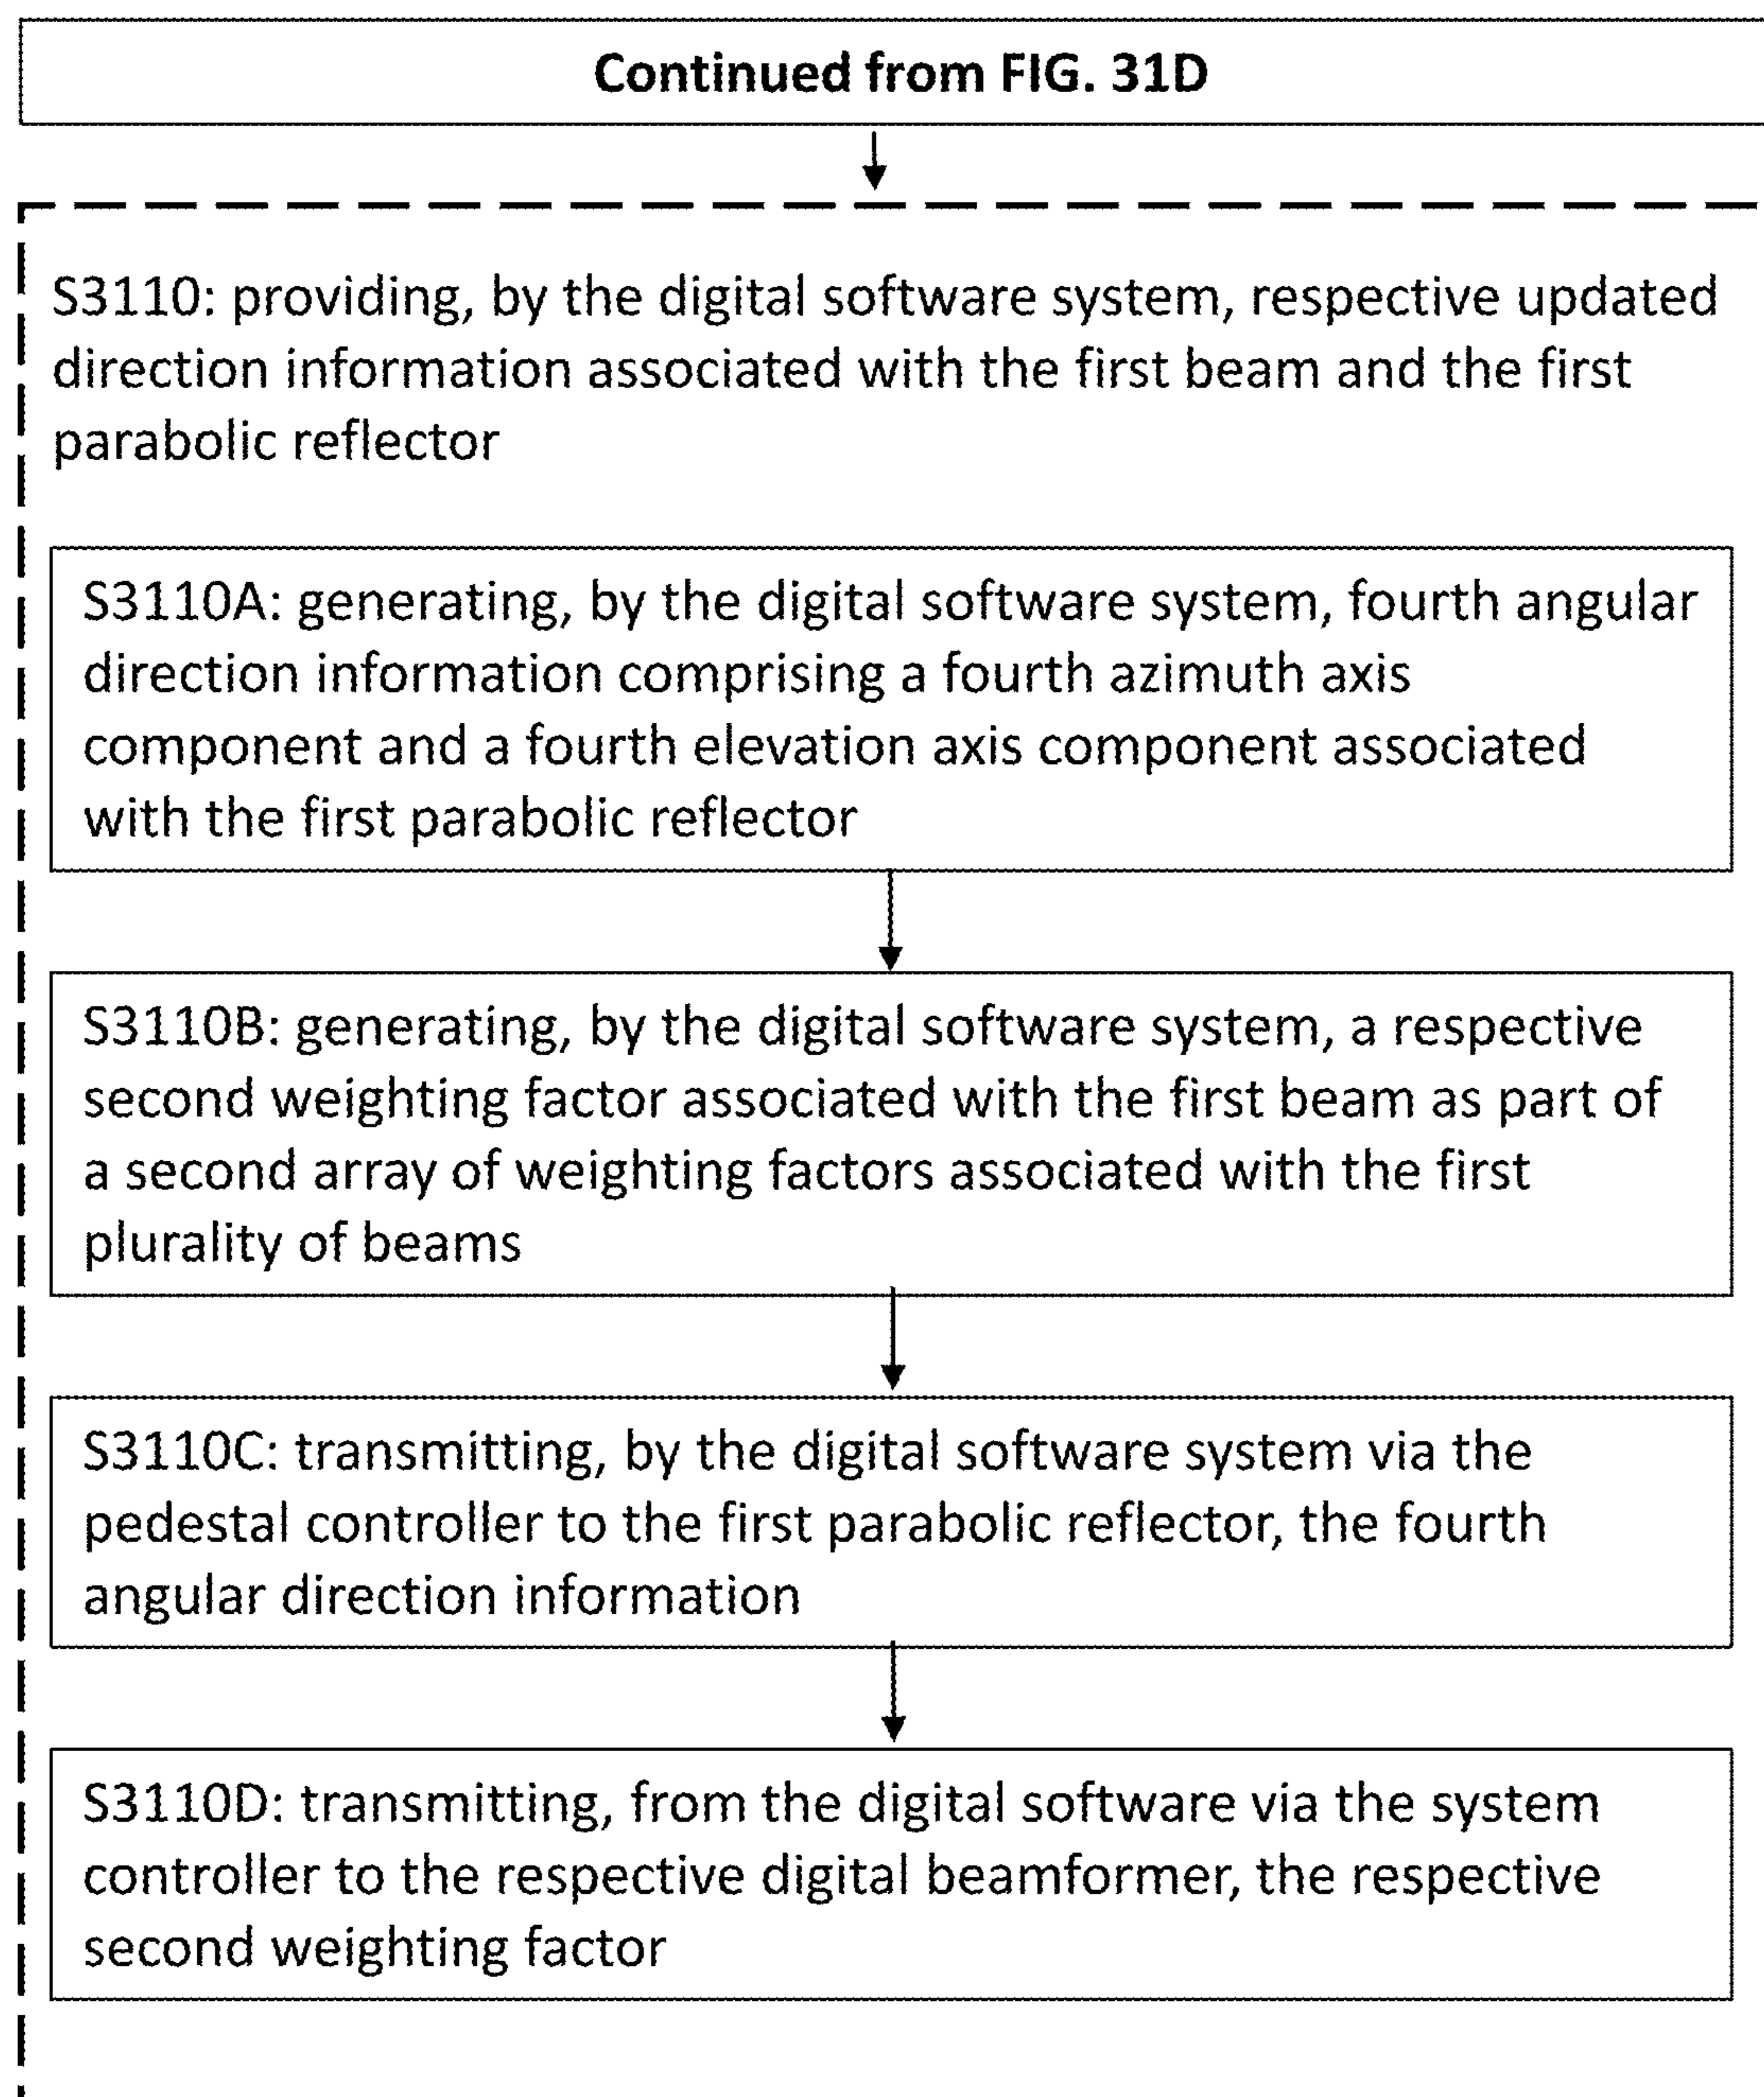 Continued from FIG. 31D
S3110: providing, by the digital software system, respective updated
direction information associated with the first beam and the first
parabolic reflector
S3110A: generating, by the digital software system, fourth angular
direction information comprising a fourth azimuth axis
component and a fourth elevation axis component associated
with the first parabolic reflector
S3110B: generating, by the digital software system, a respective
second weighting factor associated with the first beam as part of
a second array of weighting factors associated with the first
plurality of beams
S3110C: transmitting, by the digital software system via the
pedestal controller to the first parabolic reflector, the fourth
angular direction information
S3110D: transmitting, from the digital software via the system
controller to the respective digital beamformer, the respective
second weighting factor